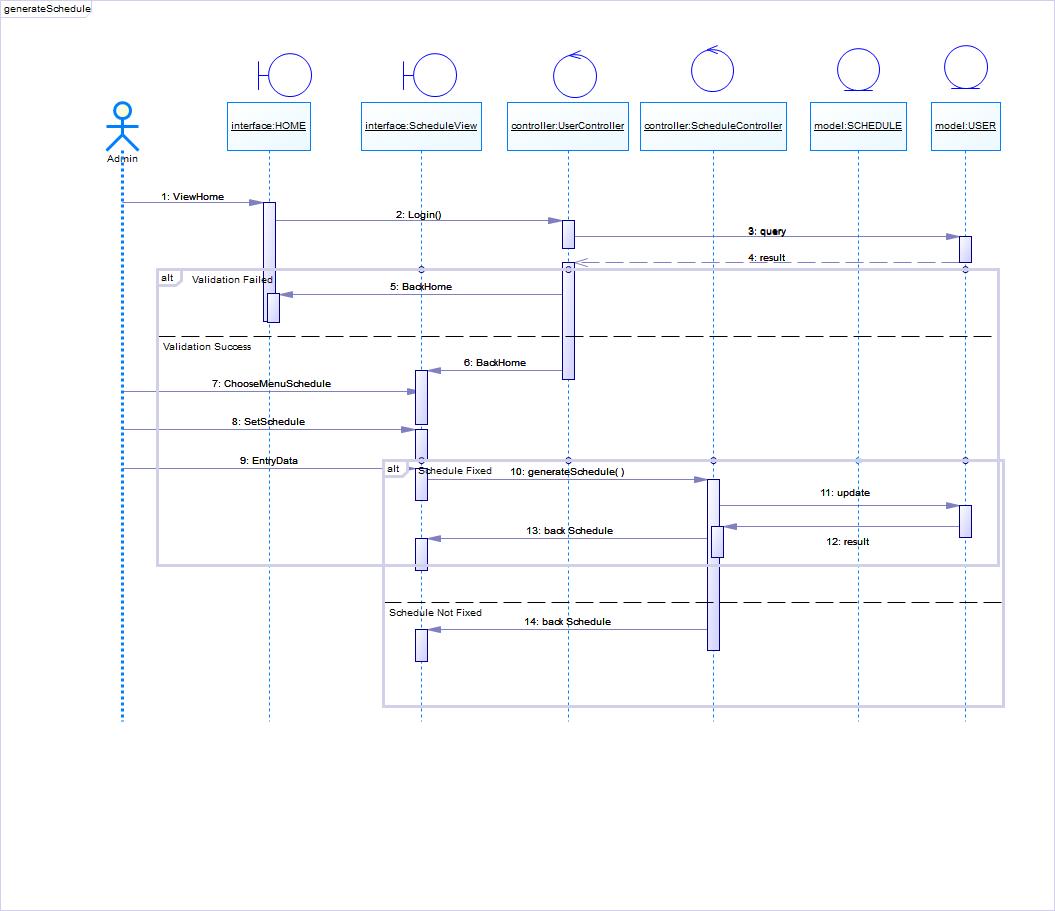 generateSchedule
Admin
interface:HOME
interface:ScheduleView
controller:UserController
controller:ScheduleController
model:SCHEDULE
model:USER
1: ViewHome
2: Login()
3: query
4: result
alt
Validation Failed
5: BackHome
Validation Success
6: BackHome
7: ChooseMenuSchedule
8: SetSchedule
9: EntryData
alt
Schedule Fixed
10: generateSchedule( )
11: update
13: back Schedule
12: result
Schedule Not Fixed
14: back Schedule